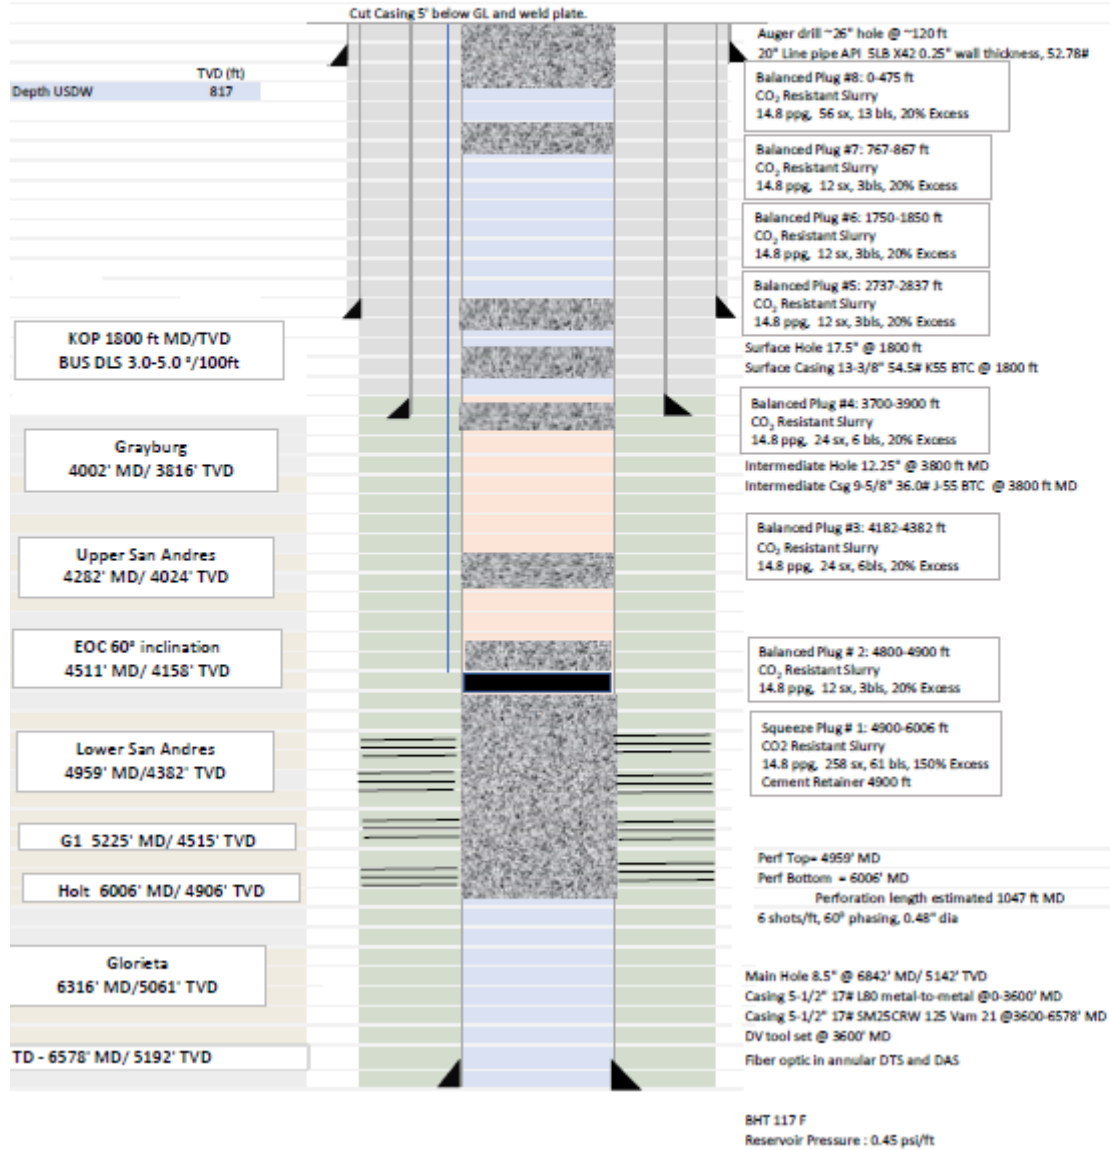 Cut Casing 5' below GL and weld plate.
TVD (ft)
Depth USDW 817
KOP 1800 ft MD/TVD
BUS DLS 3.0-5.0 °/100ft
Grayburg
4002' MD/ 3816' TVD
Upper San Andres
4282' MD/ 4024' TVD
EOC 60° inclination
4511' MD/ 4158' TVD
Lower San Andres
4959' MD/4382' TVD
G1 5225' MD/ 4515' TVD
Holt 6006' MD/ 4906' TVD
Glorieta
6316' MD/5061' TVD
TD - 6578' MD/ 5192' TVD
Auger drill ~26" hole @ ~120 ft
20" Line pipe API 5LB X42 0.25" wall thickness, 52.78#
Balanced Plug #8: 0-475 ft
CO₂ Resistant Slurry
14.8 ppg, 56 sx, 13 bls, 20% Excess
Balanced Plug #7: 767-867 ft
CO₂ Resistant Slurry
14.8 ppg, 12 sx, 3bls, 20% Excess
Balanced Plug #6: 1750-1850 ft
CO₂ Resistant Slurry
14.8 ppg, 12 sx, 3bls, 20% Excess
Balanced Plug #5: 2737-2837 ft
CO₂ Resistant Slurry
14.8 ppg, 12 sx, 3bls, 20% Excess
Surface Hole 17.5" @ 1800 ft
Surface Casing 13-3/8" 54.5# K55 BTC @ 1800 ft
Balanced Plug #4: 3700-3900 ft
CO₂ Resistant Slurry
14.8 ppg, 24 sx, 6 bls, 20% Excess
Intermediate Hole 12.25" @ 3800 ft MD
Intermediate Csg 9-5/8" 36.0# J-55 BTC @ 3800 ft MD
Balanced Plug #3: 4182-4382 ft
CO₂ Resistant Slurry
14.8 ppg, 24 sx, 6bls, 20% Excess
Balanced Plug # 2: 4800-4900 ft
CO₂ Resistant Slurry
14.8 ppg, 12 sx, 3bls, 20% Excess
Squeeze Plug # 1: 4900-6006 ft
CO2 Resistant Slurry
14.8 ppg, 258 sx, 61 bls, 150% Excess
Cement Retainer 4900 ft
Perf Top= 4959' MD
Perf Bottom = 6006' MD
Perforation length estimated 1047 ft MD
6 shots/ft, 60° phasing, 0.48" dia
Main Hole 8.5" @ 6842' MD/ 5142' TVD
Casing 5-1/2" 17# L80 metal-to-metal @0-3600' MD
Casing 5-1/2" 17# SM25CRW 125 Vam 21 @3600-6578' MD
DV tool set @ 3600' MD
Fiber optic in annular DTS and DAS
BHT 117 F
Reservoir Pressure : 0.45 psi/ft